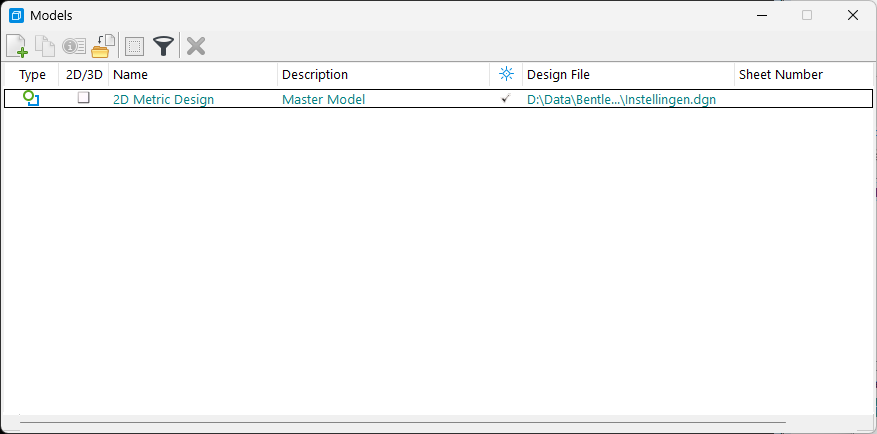 Models
Type 2D/3D Name Description Design File Sheet Number
2D Metric Design Master Model D:\Data\Bentle...\Instellingen.dgn